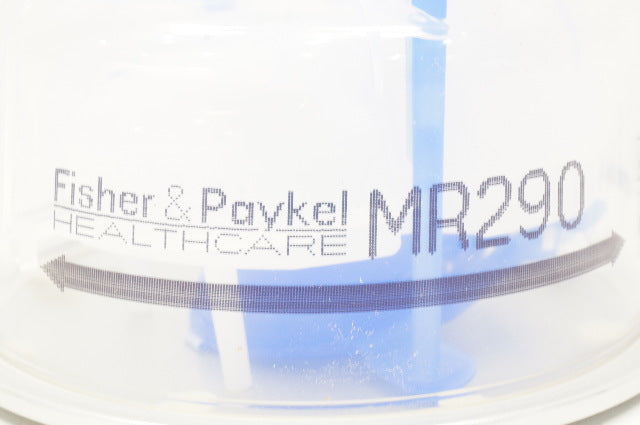 Fisher & Paykel MR290
HEALTHCARE